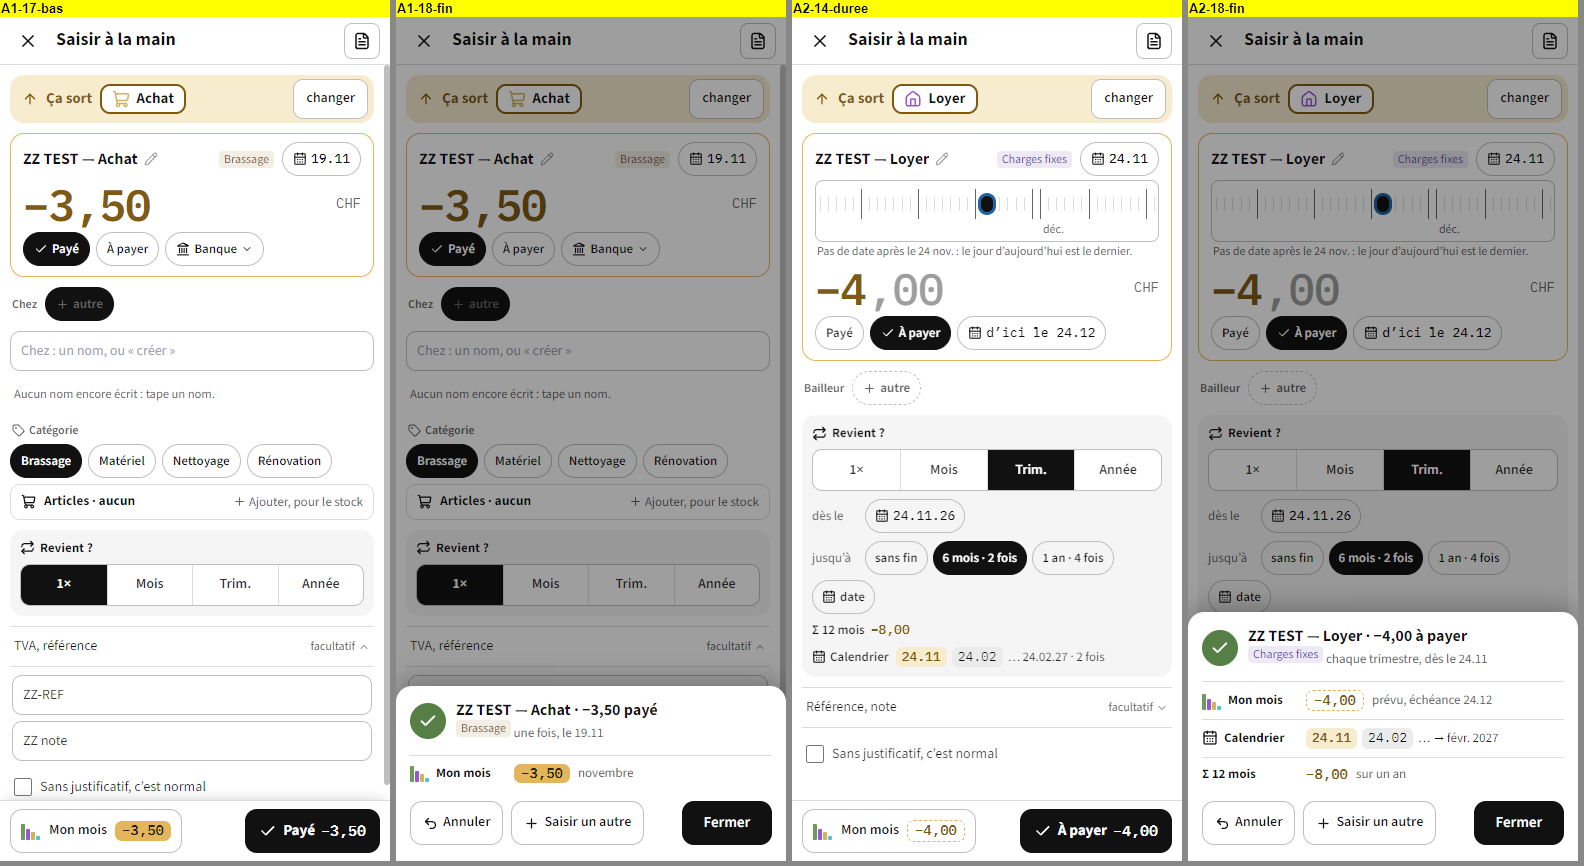 A1-17-bas
Saisir à la main
Ça sort Achat changer
ZZ TEST — Achat Brassage 19.11
−3,50 CHF
Payé À payer Banque
Chez + autre
Chez : un nom, ou « créer »
Aucun nom encore écrit : tape un nom.
Catégorie
Brassage Matériel Nettoyage Rénovation
Articles · aucun + Ajouter, pour le stock
Revient ?
1× Mois Trim. Année
TVA, référence facultatif
ZZ-REF
ZZ note
Sans justificatif, c’est normal
Mon mois −3,50 Payé −3,50
A1-18-fin
Saisir à la main
Ça sort Achat changer
ZZ TEST — Achat Brassage 19.11
−3,50 CHF
Payé À payer Banque
Chez + autre
Chez : un nom, ou « créer »
Aucun nom encore écrit : tape un nom.
Catégorie
Brassage Matériel Nettoyage Rénovation
Articles · aucun + Ajouter, pour le stock
Revient ?
1× Mois Trim. Année
TVA, référence facultatif
ZZ TEST — Achat · −3,50 payé
Brassage une fois, le 19.11
Mon mois −3,50 novembre
Annuler + Saisir un autre Fermer
A2-14-duree
Saisir à la main
Ça sort Loyer changer
ZZ TEST — Loyer Charges fixes 24.11
déc.
Pas de date après le 24 nov. : le jour d’aujourd’hui est le dernier.
−4,00 CHF
Payé À payer d’ici le 24.12
Bailleur + autre
Revient ?
1× Mois Trim. Année
dès le 24.11.26
jusqu’à sans fin 6 mois · 2 fois 1 an · 4 fois
date
Σ 12 mois −8,00
Calendrier 24.11 24.02 … 24.02.27 · 2 fois
Référence, note facultatif
Sans justificatif, c’est normal
Mon mois −4,00 À payer −4,00
A2-18-fin
Saisir à la main
Ça sort Loyer changer
ZZ TEST — Loyer Charges fixes 24.11
déc.
Pas de date après le 24 nov. : le jour d’aujourd’hui est le dernier.
−4,00 CHF
Payé À payer d’ici le 24.12
Bailleur + autre
Revient ?
1× Mois Trim. Année
dès le 24.11.26
jusqu’à sans fin 6 mois · 2 fois 1 an · 4 fois
date
ZZ TEST — Loyer · −4,00 à payer
Charges fixes chaque trimestre, dès le 24.11
Mon mois −4,00 prévu, échéance 24.12
Calendrier 24.11 24.02 … → févr. 2027
Σ 12 mois −8,00 sur un an
Annuler + Saisir un autre Fermer